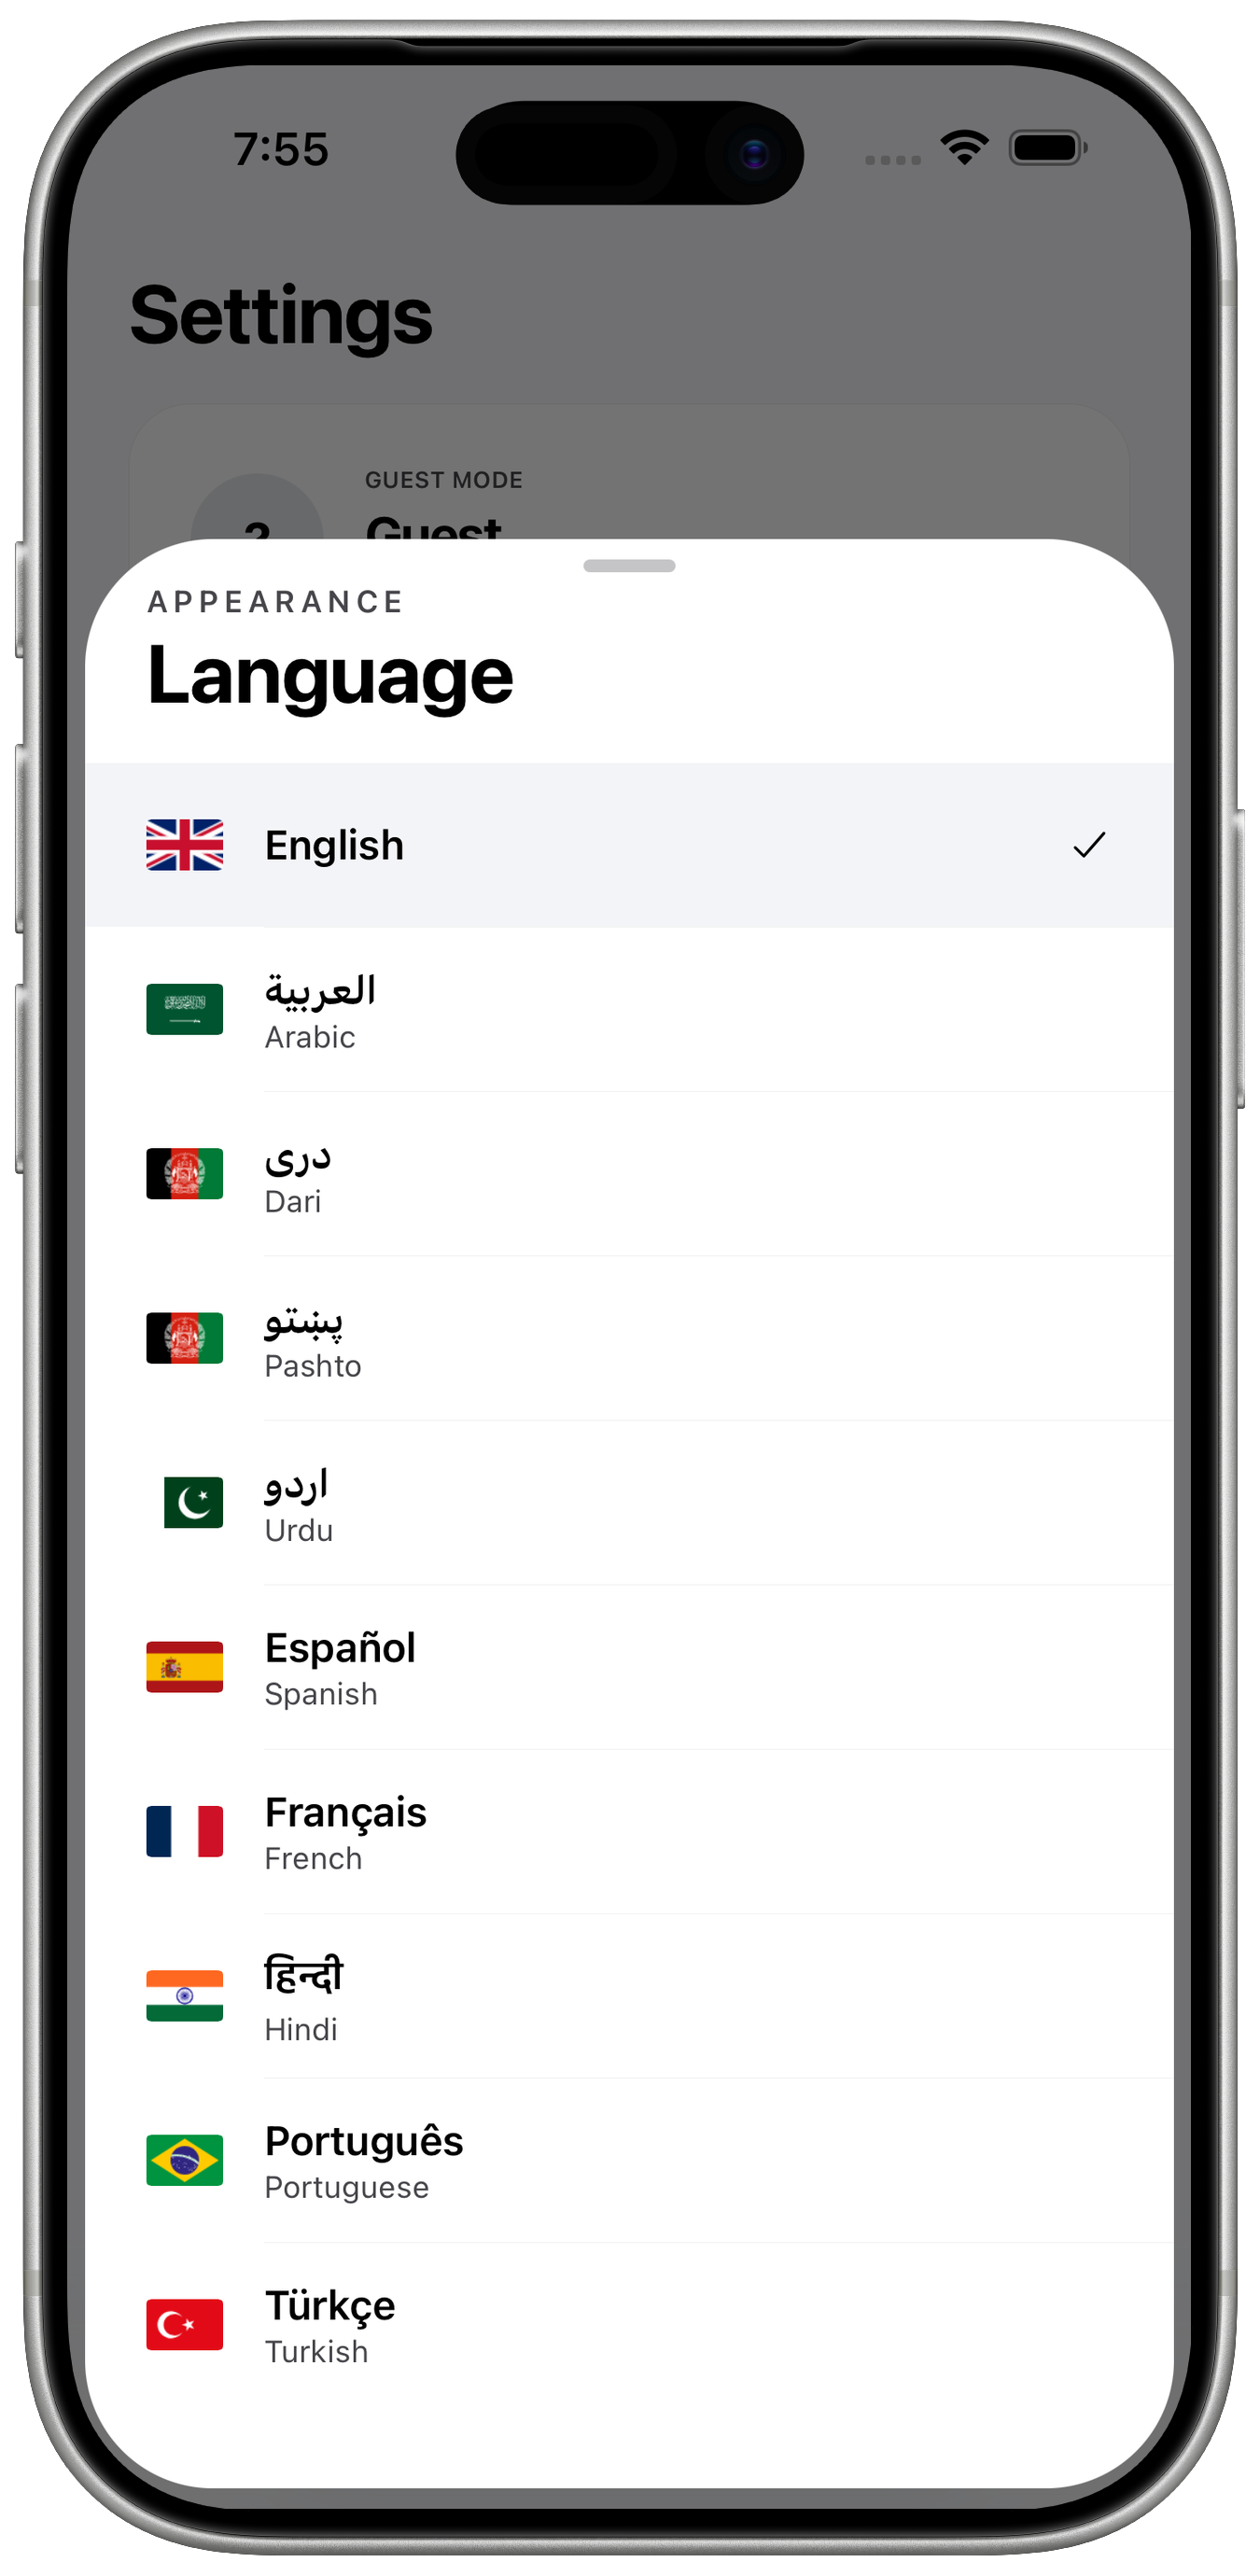 7:55
Settings
GUEST MODE
Guest
APPEARANCE
Language
English
العربية
Arabic
دری
Dari
پښتو
Pashto
اردو
Urdu
Español
Spanish
Français
French
हिन्दी
Hindi
Português
Portuguese
Türkçe
Turkish